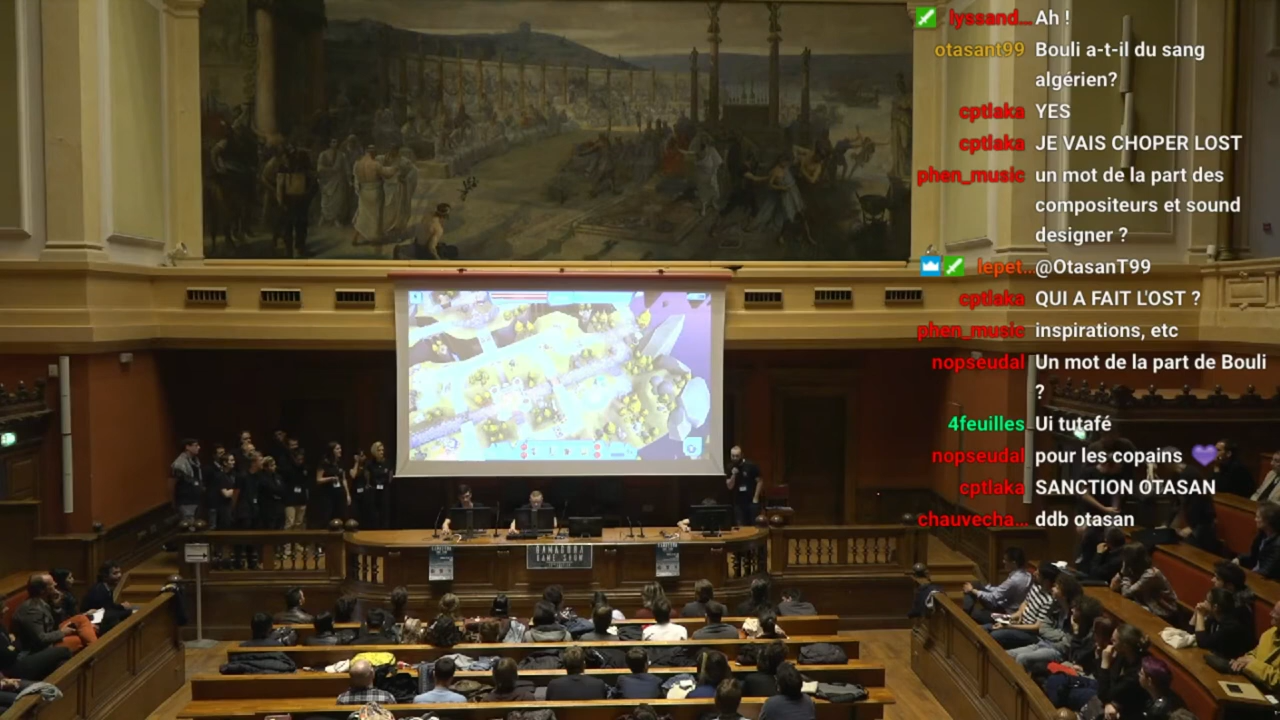 lyssand... Ah !
otasant99 Bouli a-t-il du sang
algérien?
cptlaka YES
cptlaka JE VAIS CHOPER LOST
phen_music un mot de la part des
compositeurs et sound
designer ?
lepet... @OtasanT99
cptlaka QUI A FAIT L'OST ?
phen_music inspirations, etc
nopseudal Un mot de la part de Bouli
?
4feuilles Ui tutafé
nopseudal pour les copains
cptlaka SANCTION OTASAN
chauvecha... ddb otasan